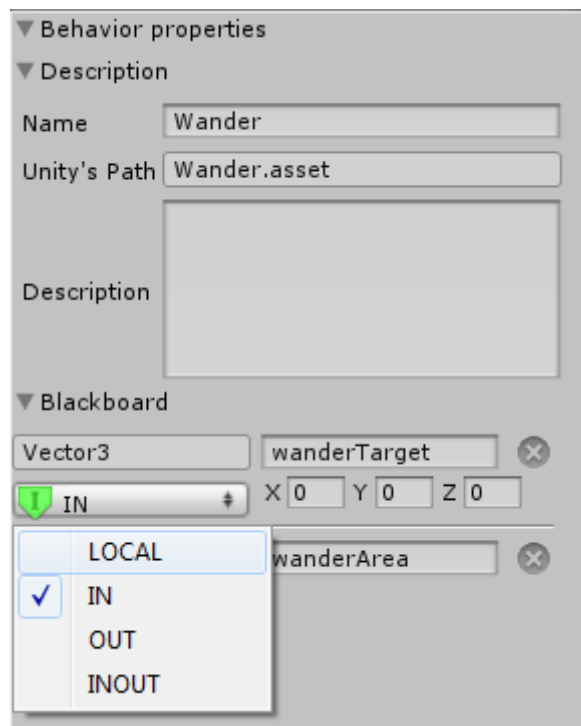 Behavior properties
Description
Name Wander
Unity's Path Wander.asset
Description
Blackboard
Vector3 wanderTarget
I IN X 0 Y 0 Z 0
LOCAL wanderArea
IN
OUT
INOUT